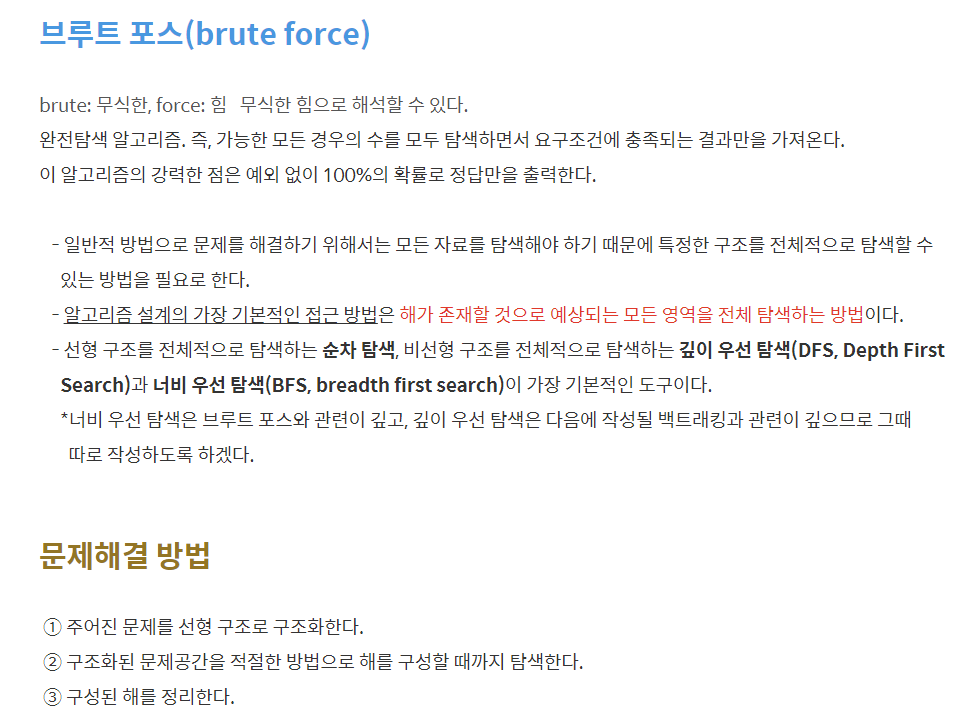 브루트 포스(brute force)
brute: 무식한, force: 힘 무식한 힘으로 해석할 수 있다.
완전탐색 알고리즘. 즉, 가능한 모든 경우의 수를 모두 탐색하면서 요구조건에 충족되는 결과만을 가져온다.
이 알고리즘의 강력한 점은 예외 없이 100%의 확률로 정답만을 출력한다.
- 일반적 방법으로 문제를 해결하기 위해서는 모든 자료를 탐색해야 하기 때문에 특정한 구조를 전체적으로 탐색할 수
있는 방법을 필요로 한다.
- 알고리즘 설계의 가장 기본적인 접근 방법은 해가 존재할 것으로 예상되는 모든 영역을 전체 탐색하는 방법이다.
- 선형 구조를 전체적으로 탐색하는 순차 탐색, 비선형 구조를 전체적으로 탐색하는 깊이 우선 탐색(DFS, Depth First
Search)과 너비 우선 탐색(BFS, breadth first search)이 가장 기본적인 도구이다.
*너비 우선 탐색은 브루트 포스와 관련이 깊고, 깊이 우선 탐색은 다음에 작성될 백트래킹과 관련이 깊으므로 그때
따로 작성하도록 하겠다.
문제해결 방법
① 주어진 문제를 선형 구조로 구조화한다.
② 구조화된 문제공간을 적절한 방법으로 해를 구성할 때까지 탐색한다.
③ 구성된 해를 정리한다.